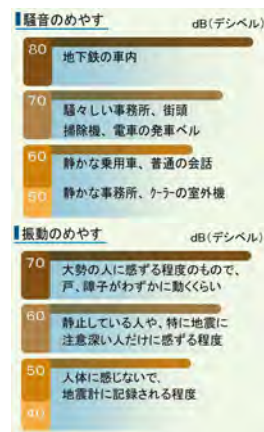 騒音のめやす dB(デシベル)
80 地下鉄の車内
70 騒々しい事務所、街頭
掃除機、電車の発車ベル
60 静かな乗用車、普通の会話
50 静かな事務所、クーラーの室外機
振動のめやす dB(デシベル)
70 大勢の人に感ずる程度のもので、
戸、障子がわずかに動くくらい
60 静止している人や、特に地震に
注意深い人だけに感ずる程度
50 人体に感じないで、
地震計に記録される程度
40